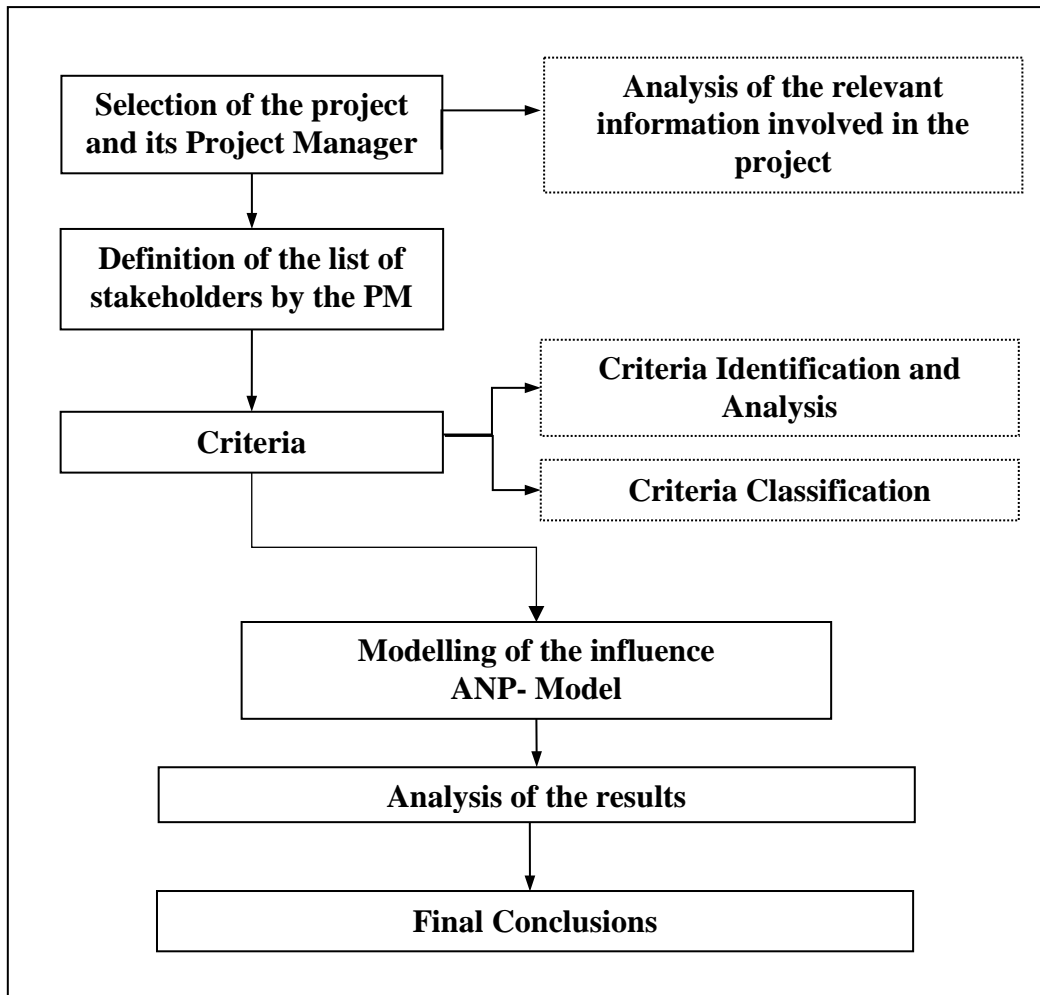 Selection of the project
and its Project Manager
Analysis of the relevant
information involved in the
project
Definition of the list of
stakeholders by the PM
Criteria Identification and
Analysis
Criteria
Criteria Classification
Modelling of the influence
ANP- Model
Analysis of the results
Final Conclusions